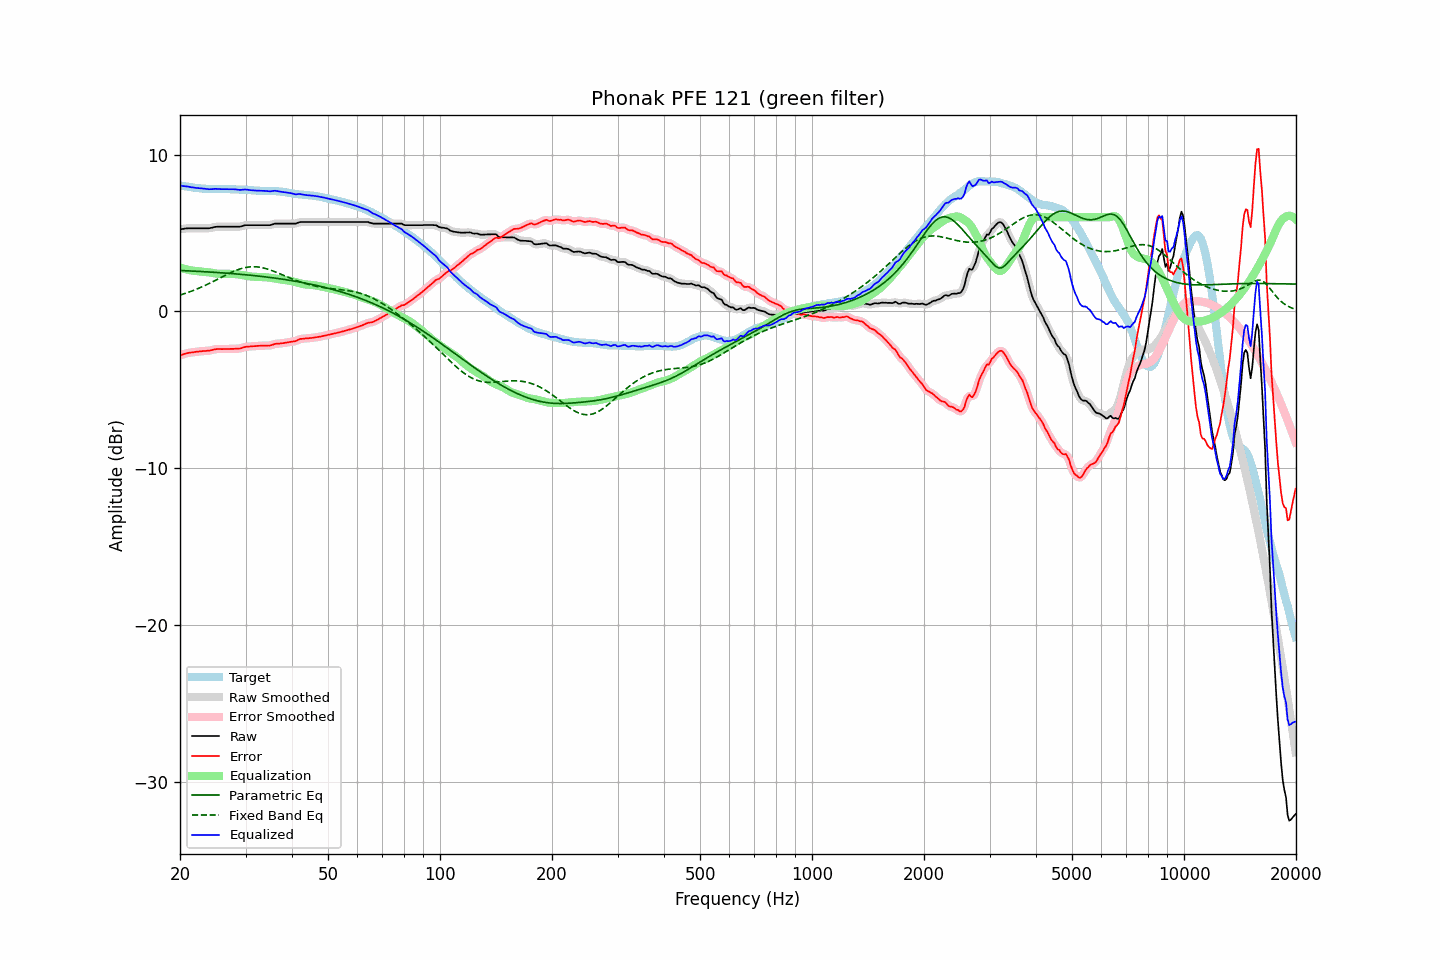 Phonak PFE 121 (green filter)
Amplitude (dBr)
10
0
−10
−20
−30
20
50
100
200
500
1000
2000
5000
10000
20000
Frequency (Hz)
Target
Raw Smoothed
Error Smoothed
Raw
Error
Equalization
Parametric Eq
Fixed Band Eq
Equalized